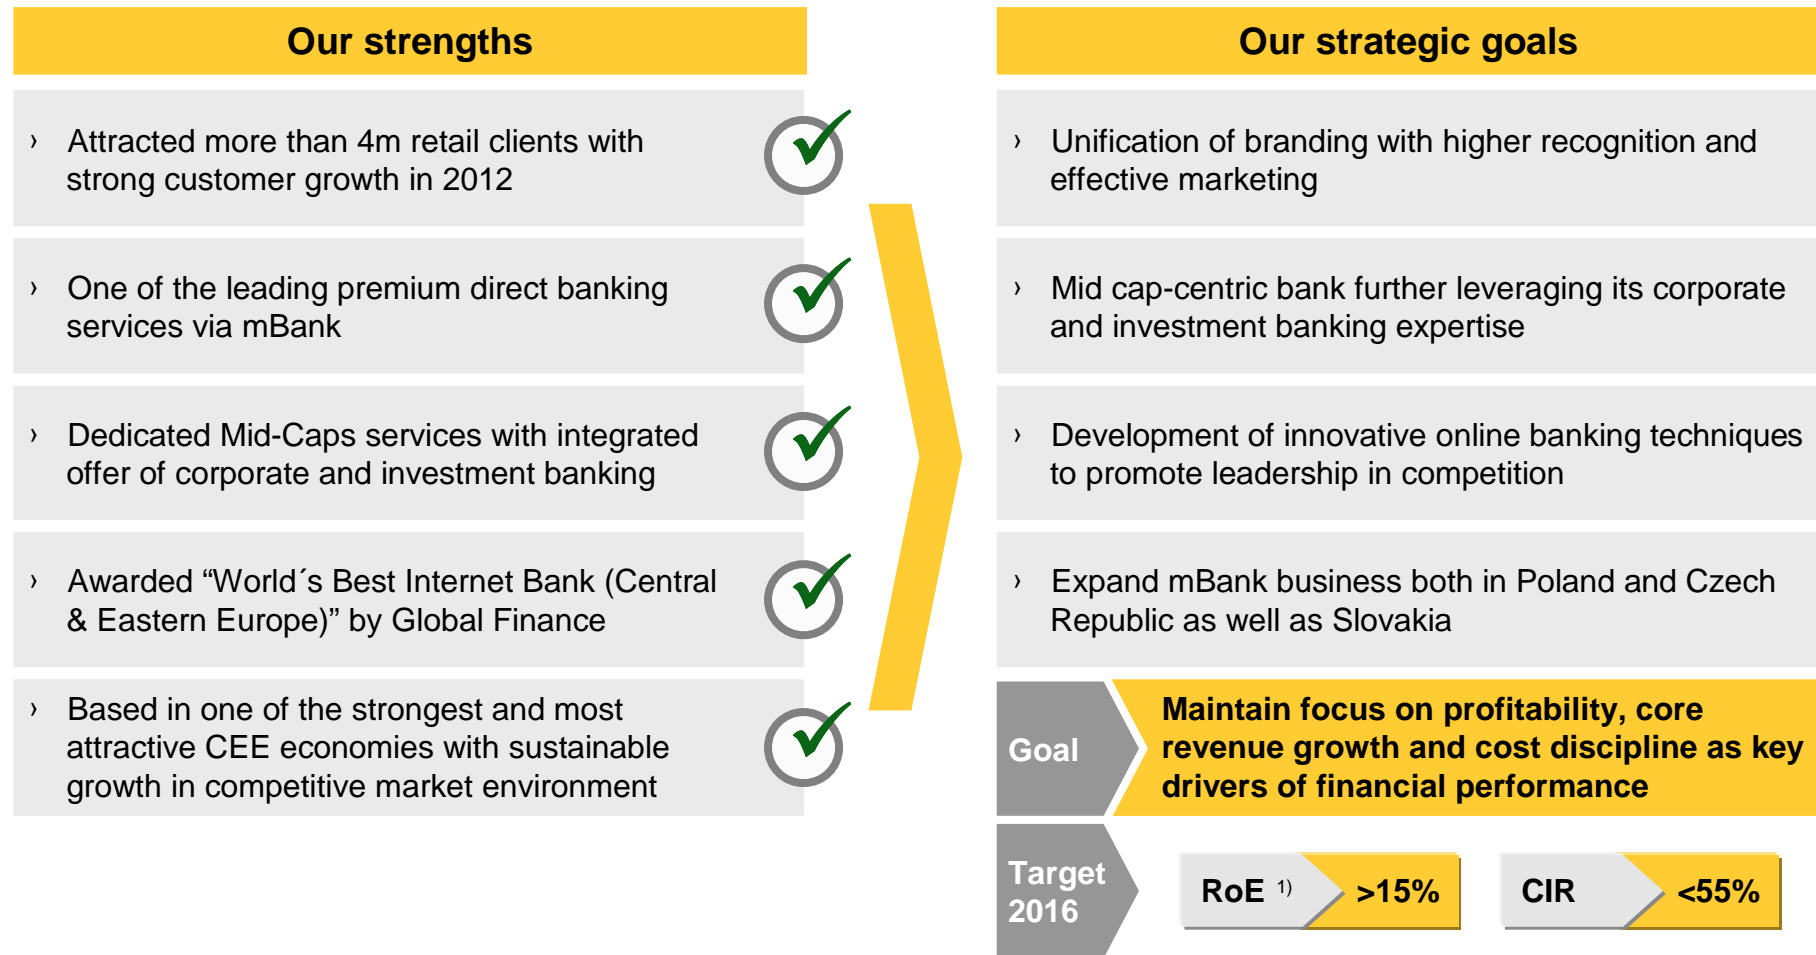 Our strengths
› Attracted more than 4m retail clients with
strong customer growth in 2012
› One of the leading premium direct banking
services via mBank
› Dedicated Mid-Caps services with integrated
offer of corporate and investment banking
› Awarded “World´s Best Internet Bank (Central
& Eastern Europe)” by Global Finance
› Based in one of the strongest and most
attractive CEE economies with sustainable
growth in competitive market environment
Our strategic goals
› Unification of branding with higher recognition and
effective marketing
› Mid cap-centric bank further leveraging its corporate
and investment banking expertise
› Development of innovative online banking techniques
to promote leadership in competition
› Expand mBank business both in Poland and Czech
Republic as well as Slovakia
Goal
Maintain focus on profitability, core
revenue growth and cost discipline as key
drivers of financial performance
Target
2016
RoE 1) >15%
CIR <55%